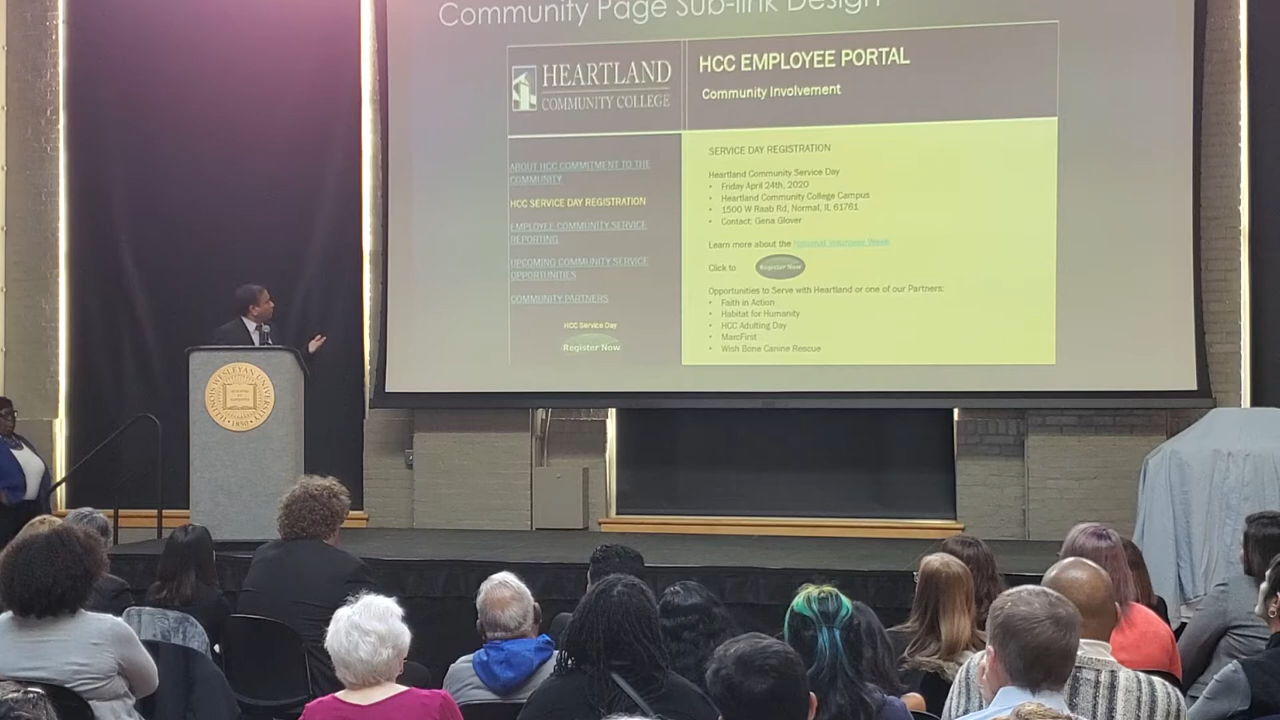 Community Page Sub-link Design
HEARTLAND
COMMUNITY COLLEGE
HCC EMPLOYEE PORTAL
Community Involvement
ABOUT HCC COMMITMENT TO THE
COMMUNITY
HCC SERVICE DAY REGISTRATION
EMPLOYEE COMMUNITY SERVICE
REPORTING
UPCOMING COMMUNITY SERVICE
OPPORTUNITIES
COMMUNITY PARTNERS
HCC Service Day
Register Now
SERVICE DAY REGISTRATION
Heartland Community Service Day
• Friday April 24th, 2020
• Heartland Community College Campus
• 1500 W Raab Rd, Normal, IL 61761
• Contact: Gena Glover
Learn more about the National Volunteer Week
Click to Register Now
Opportunities to Serve with Heartland or one of our Partners:
• Faith in Action
• Habitat for Humanity
• HCC Adulting Day
• MarcFirst
• Wish Bone Canine Rescue
ILLINOIS WESLEYAN UNIVERSITY
• 1850 •